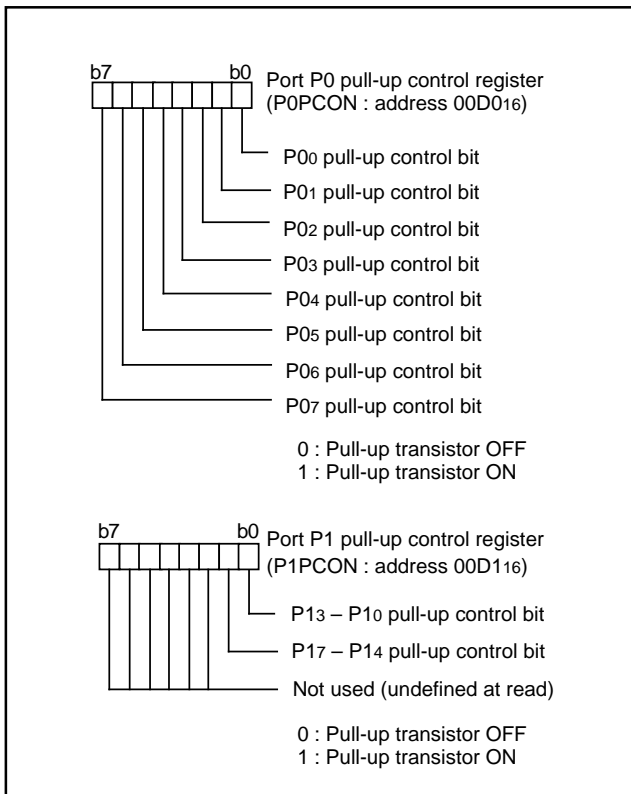 b7 b0
Port P0 pull-up control register
(P0PCON : address 00D016)
P00 pull-up control bit
P01 pull-up control bit
P02 pull-up control bit
P03 pull-up control bit
P04 pull-up control bit
P05 pull-up control bit
P06 pull-up control bit
P07 pull-up control bit
0 : Pull-up transistor OFF
1 : Pull-up transistor ON
b7 b0
Port P1 pull-up control register
(P1PCON : address 00D116)
P13 – P10 pull-up control bit
P17 – P14 pull-up control bit
Not used (undefined at read)
0 : Pull-up transistor OFF
1 : Pull-up transistor ON